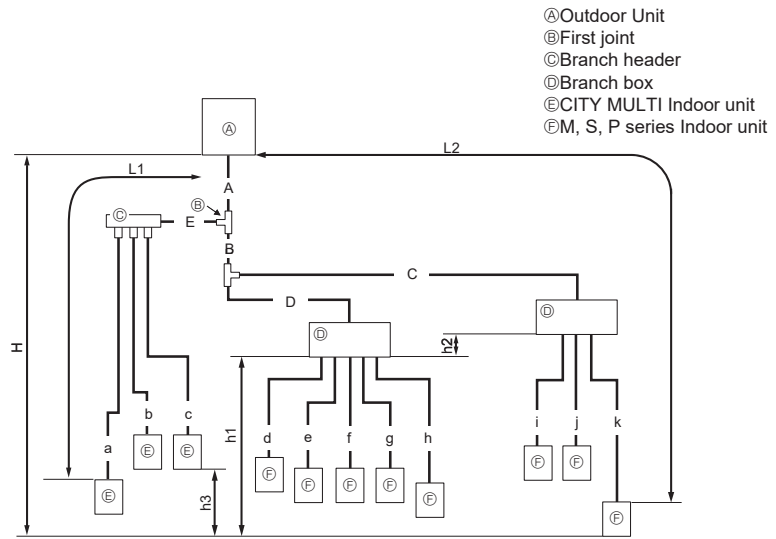 ⒶOutdoor Unit
ⒷFirst joint
ⒸBranch header
ⒹBranch box
ⒺCITY MULTI Indoor unit
ⒻM, S, P series Indoor unit
Ⓐ
L2
L1
A
Ⓑ
Ⓒ
E
B
C
D
Ⓓ
Ⓓ
H
h2
h1
a
b
c
d
e
f
g
h
i
j
k
Ⓔ
Ⓔ
Ⓔ
Ⓕ
Ⓕ
Ⓕ
Ⓕ
Ⓕ
Ⓕ
Ⓕ
Ⓕ
h3